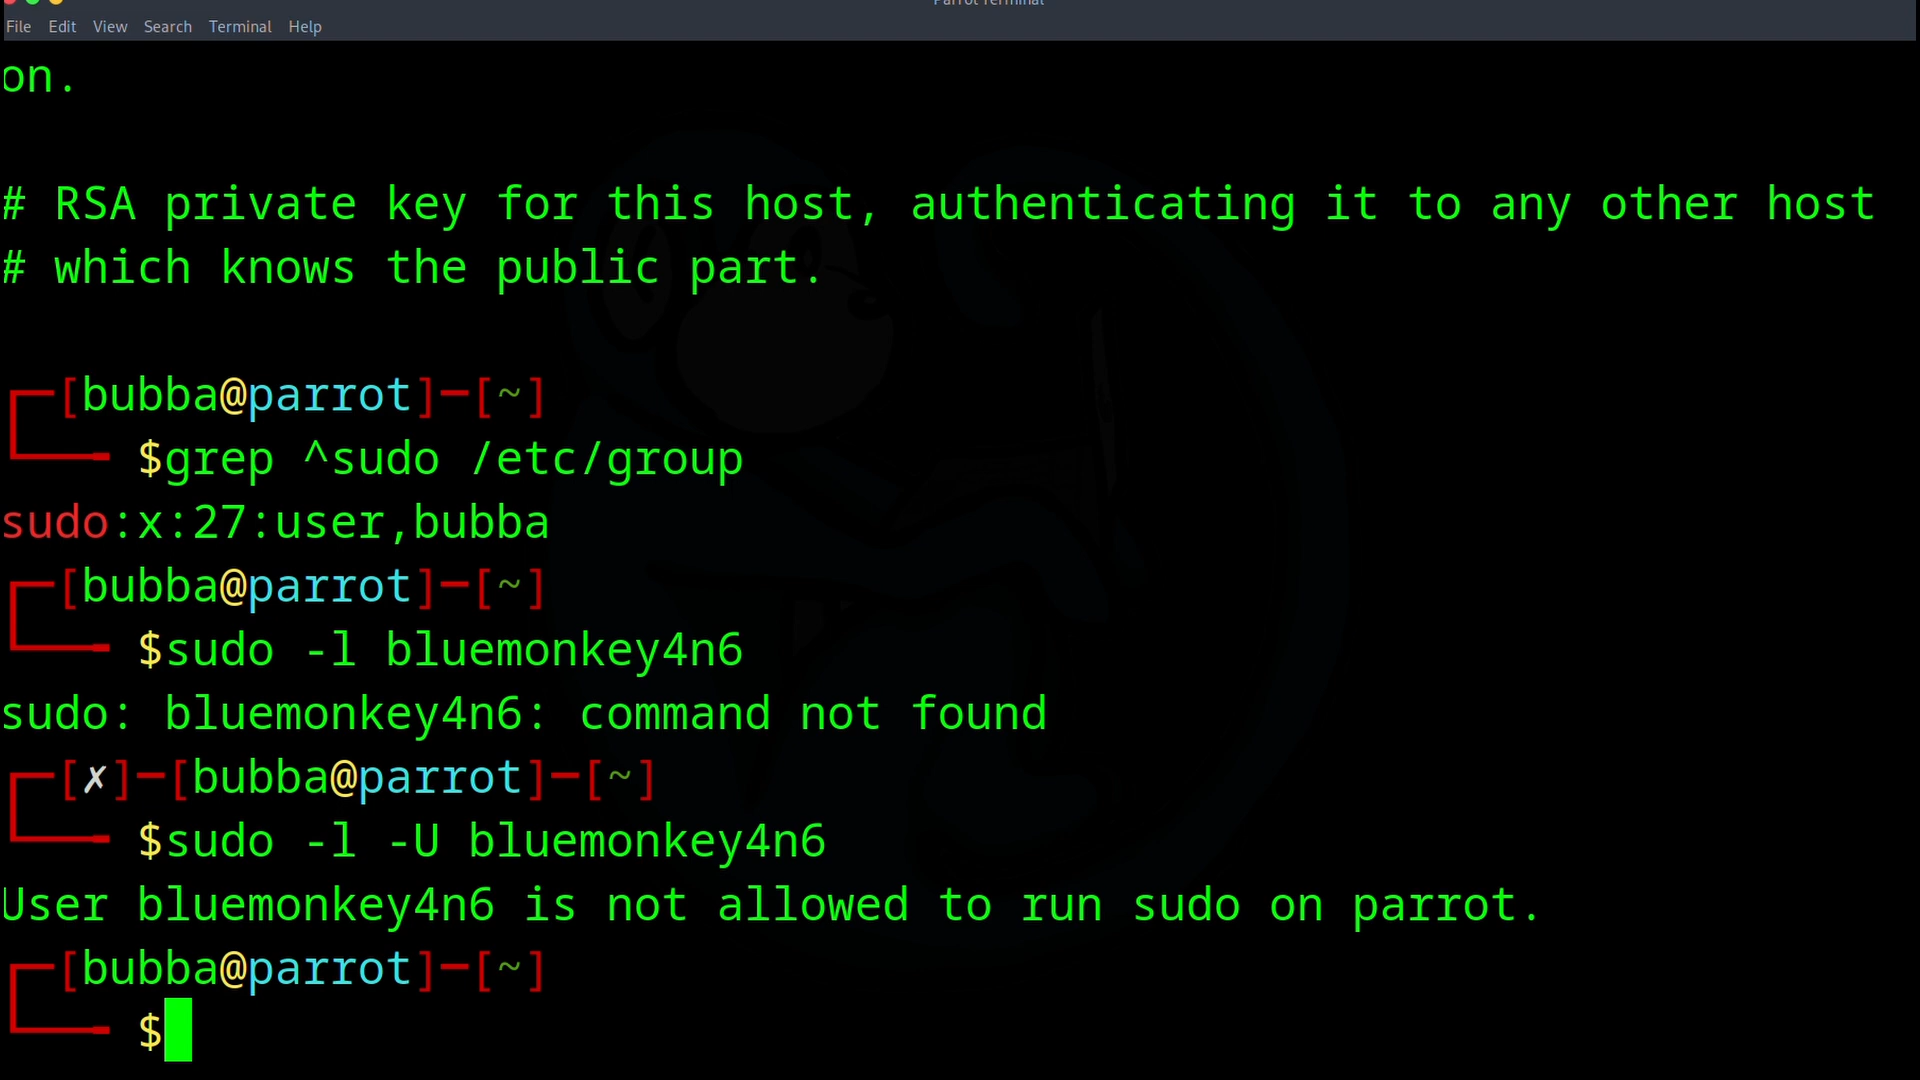 Parrot Terminal
File Edit View Search Terminal Help
on.
# RSA private key for this host, authenticating it to any other host
# which knows the public part.
┌─[bubba@parrot]─[~]
└──╼ $grep ^sudo /etc/group
sudo:x:27:user,bubba
┌─[bubba@parrot]─[~]
└──╼ $sudo -l bluemonkey4n6
sudo: bluemonkey4n6: command not found
┌─[✗]─[bubba@parrot]─[~]
└──╼ $sudo -l -U bluemonkey4n6
User bluemonkey4n6 is not allowed to run sudo on parrot.
┌─[bubba@parrot]─[~]
└──╼ $